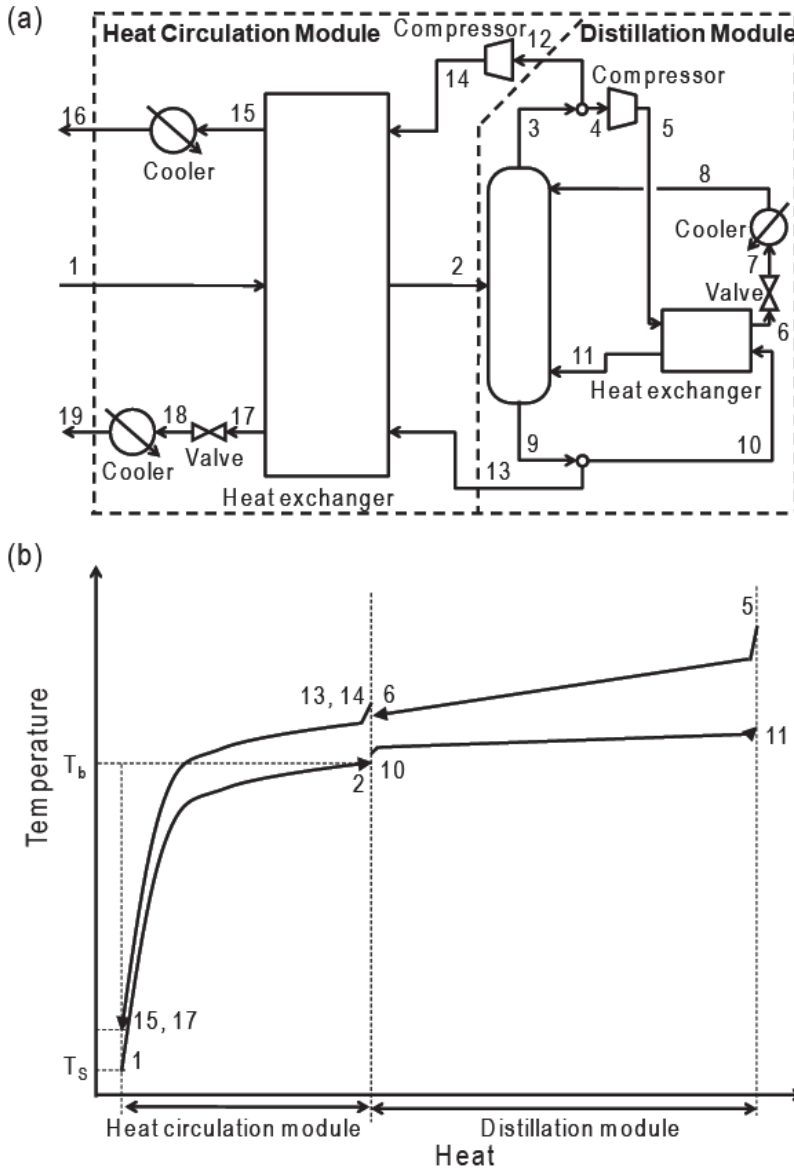 (a)
Heat Circulation Module
Compressor
12
Distillation Module
14
Compressor
16
15
3
4
5
Cooler
8
Cooler
1
2
7
Valve
6
11
Heat exchanger
19
18
17
9
10
Cooler
Valve
13
Heat exchanger
(b)
Temperature
5
13, 14
6
T_b
2
10
11
15, 17
T_s
1
Heat circulation module
Distillation module
Heat